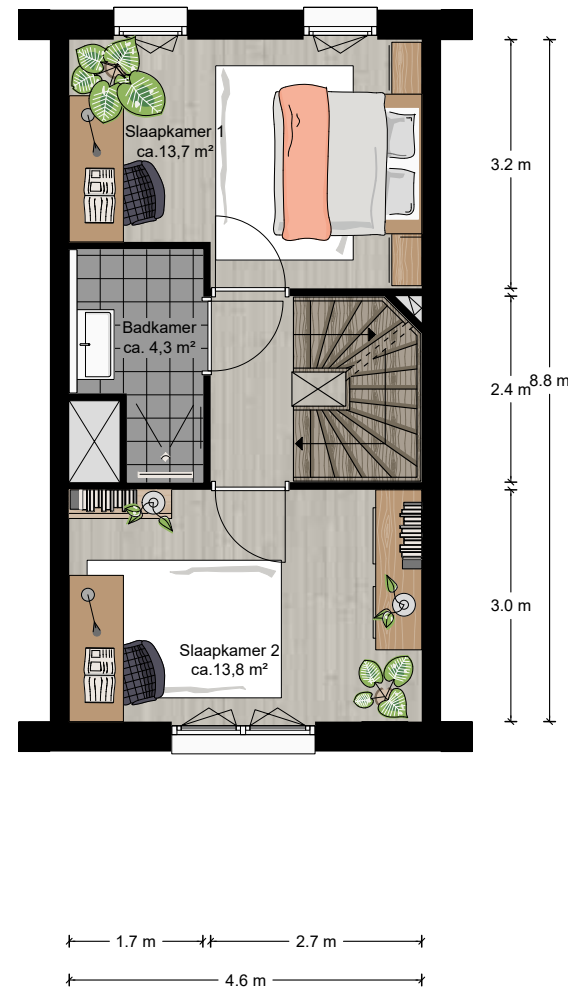 Slaapkamer 1
ca.13,7 m²
3.2 m
Badkamer
ca. 4,3 m²
2.4 m
8.8 m
3.0 m
Slaapkamer 2
ca.13,8 m²
1.7 m
2.7 m
4.6 m